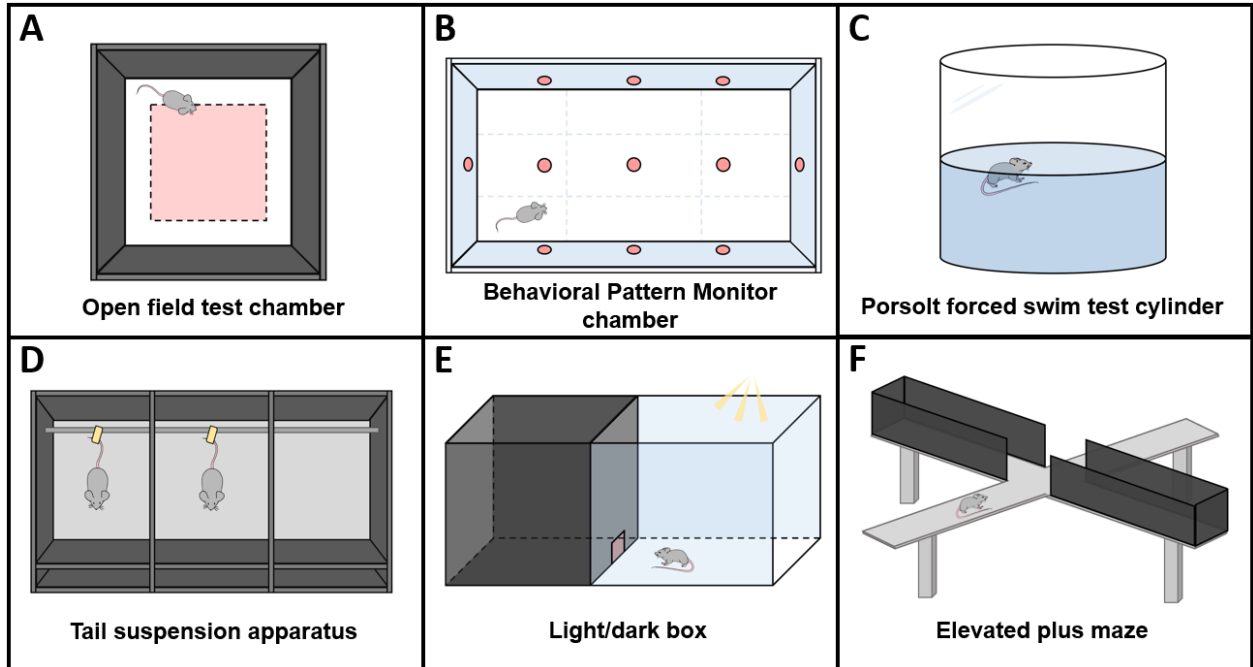 A
Open field test chamber
B
Behavioral Pattern Monitor
chamber
C
Porsolt forced swim test cylinder
D
Tail suspension apparatus
E
Light/dark box
F
Elevated plus maze